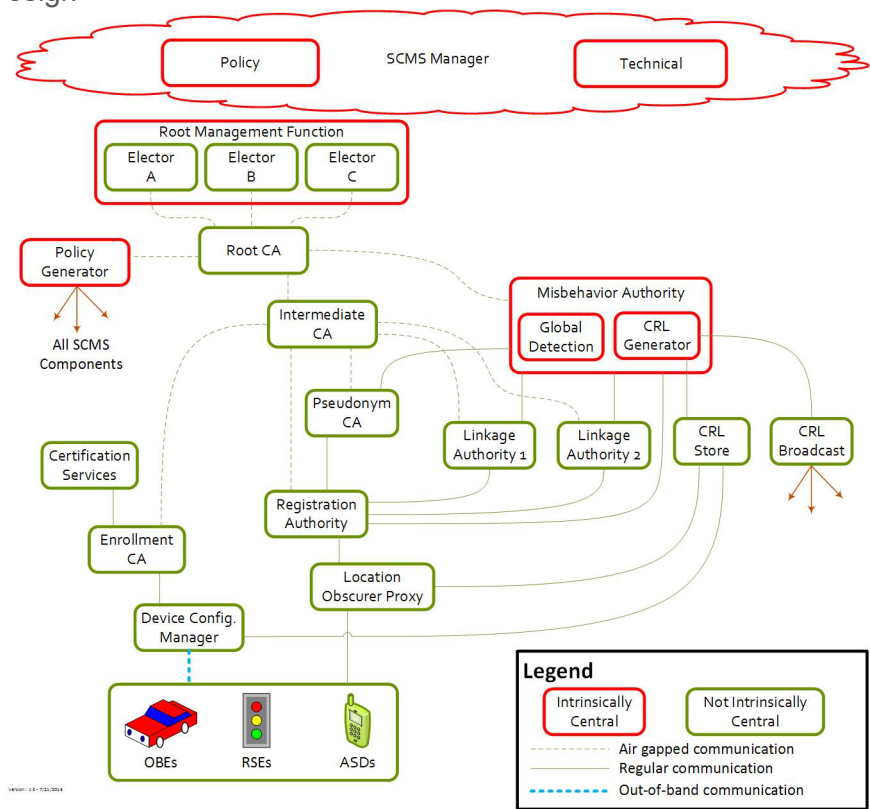 Policy
SCMS Manager
Technical
Root Management Function
Elector
A
Elector
B
Elector
C
Policy
Generator
Root CA
All SCMS
Components
Intermediate
CA
Misbehavior Authority
Global
Detection
CRL
Generator
Pseudonym
CA
Linkage
Authority 1
Linkage
Authority 2
CRL
Store
CRL
Broadcast
Certification
Services
Registration
Authority
Enrollment
CA
Location
Obscurer Proxy
Device Config.
Manager
OBEs
RSEs
ASDs
Legend
Intrinsically
Central
Not Intrinsically
Central
Air gapped communication
Regular communication
Out-of-band communication